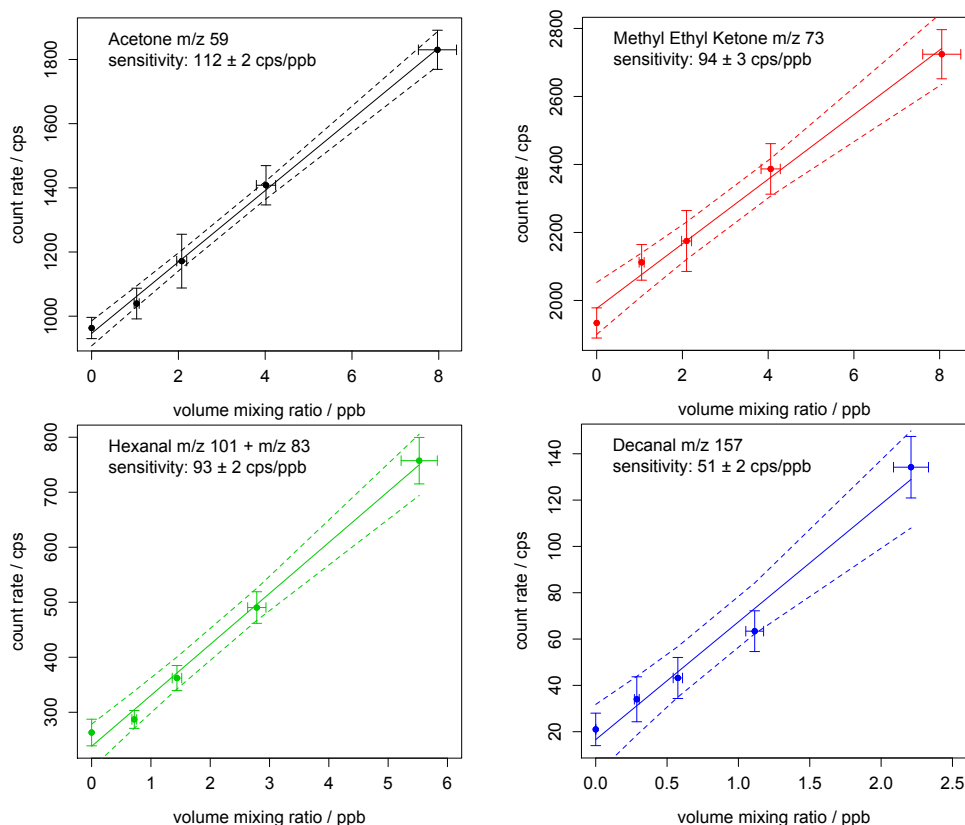 Acetone m/z 59
sensitivity: 112 ± 2 cps/ppb
count rate / cps
1000 1200 1400 1600 1800
0 2 4 6 8
volume mixing ratio / ppb
Methyl Ethyl Ketone m/z 73
sensitivity: 94 ± 3 cps/ppb
count rate / cps
2000 2200 2400 2600 2800
0 2 4 6 8
volume mixing ratio / ppb
Hexanal m/z 101 + m/z 83
sensitivity: 93 ± 2 cps/ppb
count rate / cps
300 400 500 600 700 800
0 1 2 3 4 5 6
volume mixing ratio / ppb
Decanal m/z 157
sensitivity: 51 ± 2 cps/ppb
count rate / cps
20 40 60 80 100 120 140
0.0 0.5 1.0 1.5 2.0 2.5
volume mixing ratio / ppb